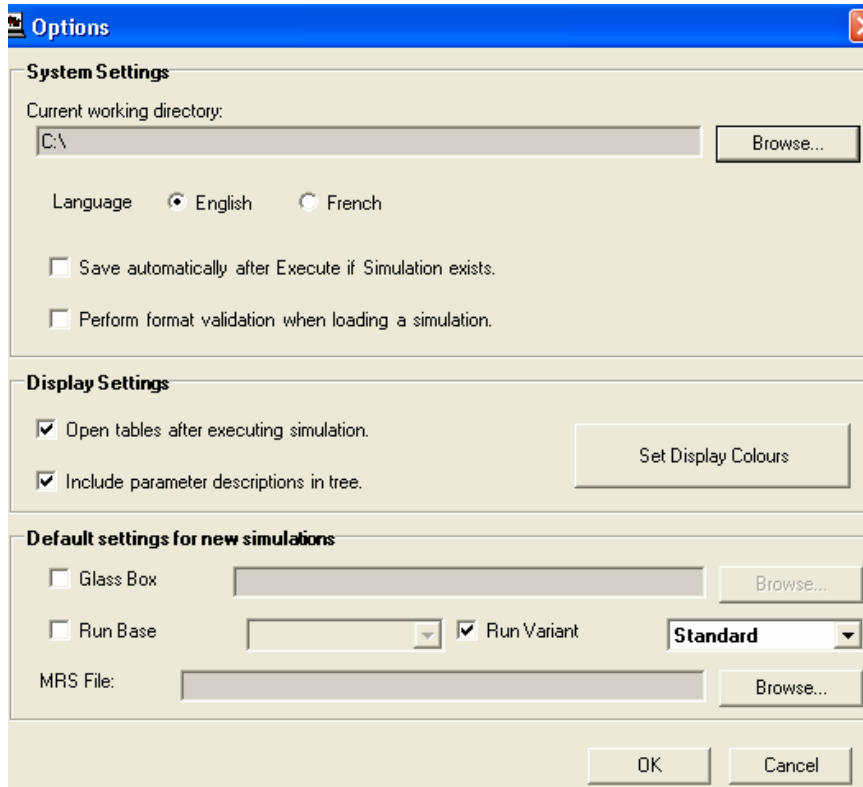 Options
System Settings
Current working directory:
C:\
Browse...
Language English French
Save automatically after Execute if Simulation exists.
Perform format validation when loading a simulation.
Display Settings
Open tables after executing simulation.
Set Display Colours
Include parameter descriptions in tree.
Default settings for new simulations
Glass Box Browse...
Run Base Run Variant Standard
MRS File: Browse...
OK Cancel